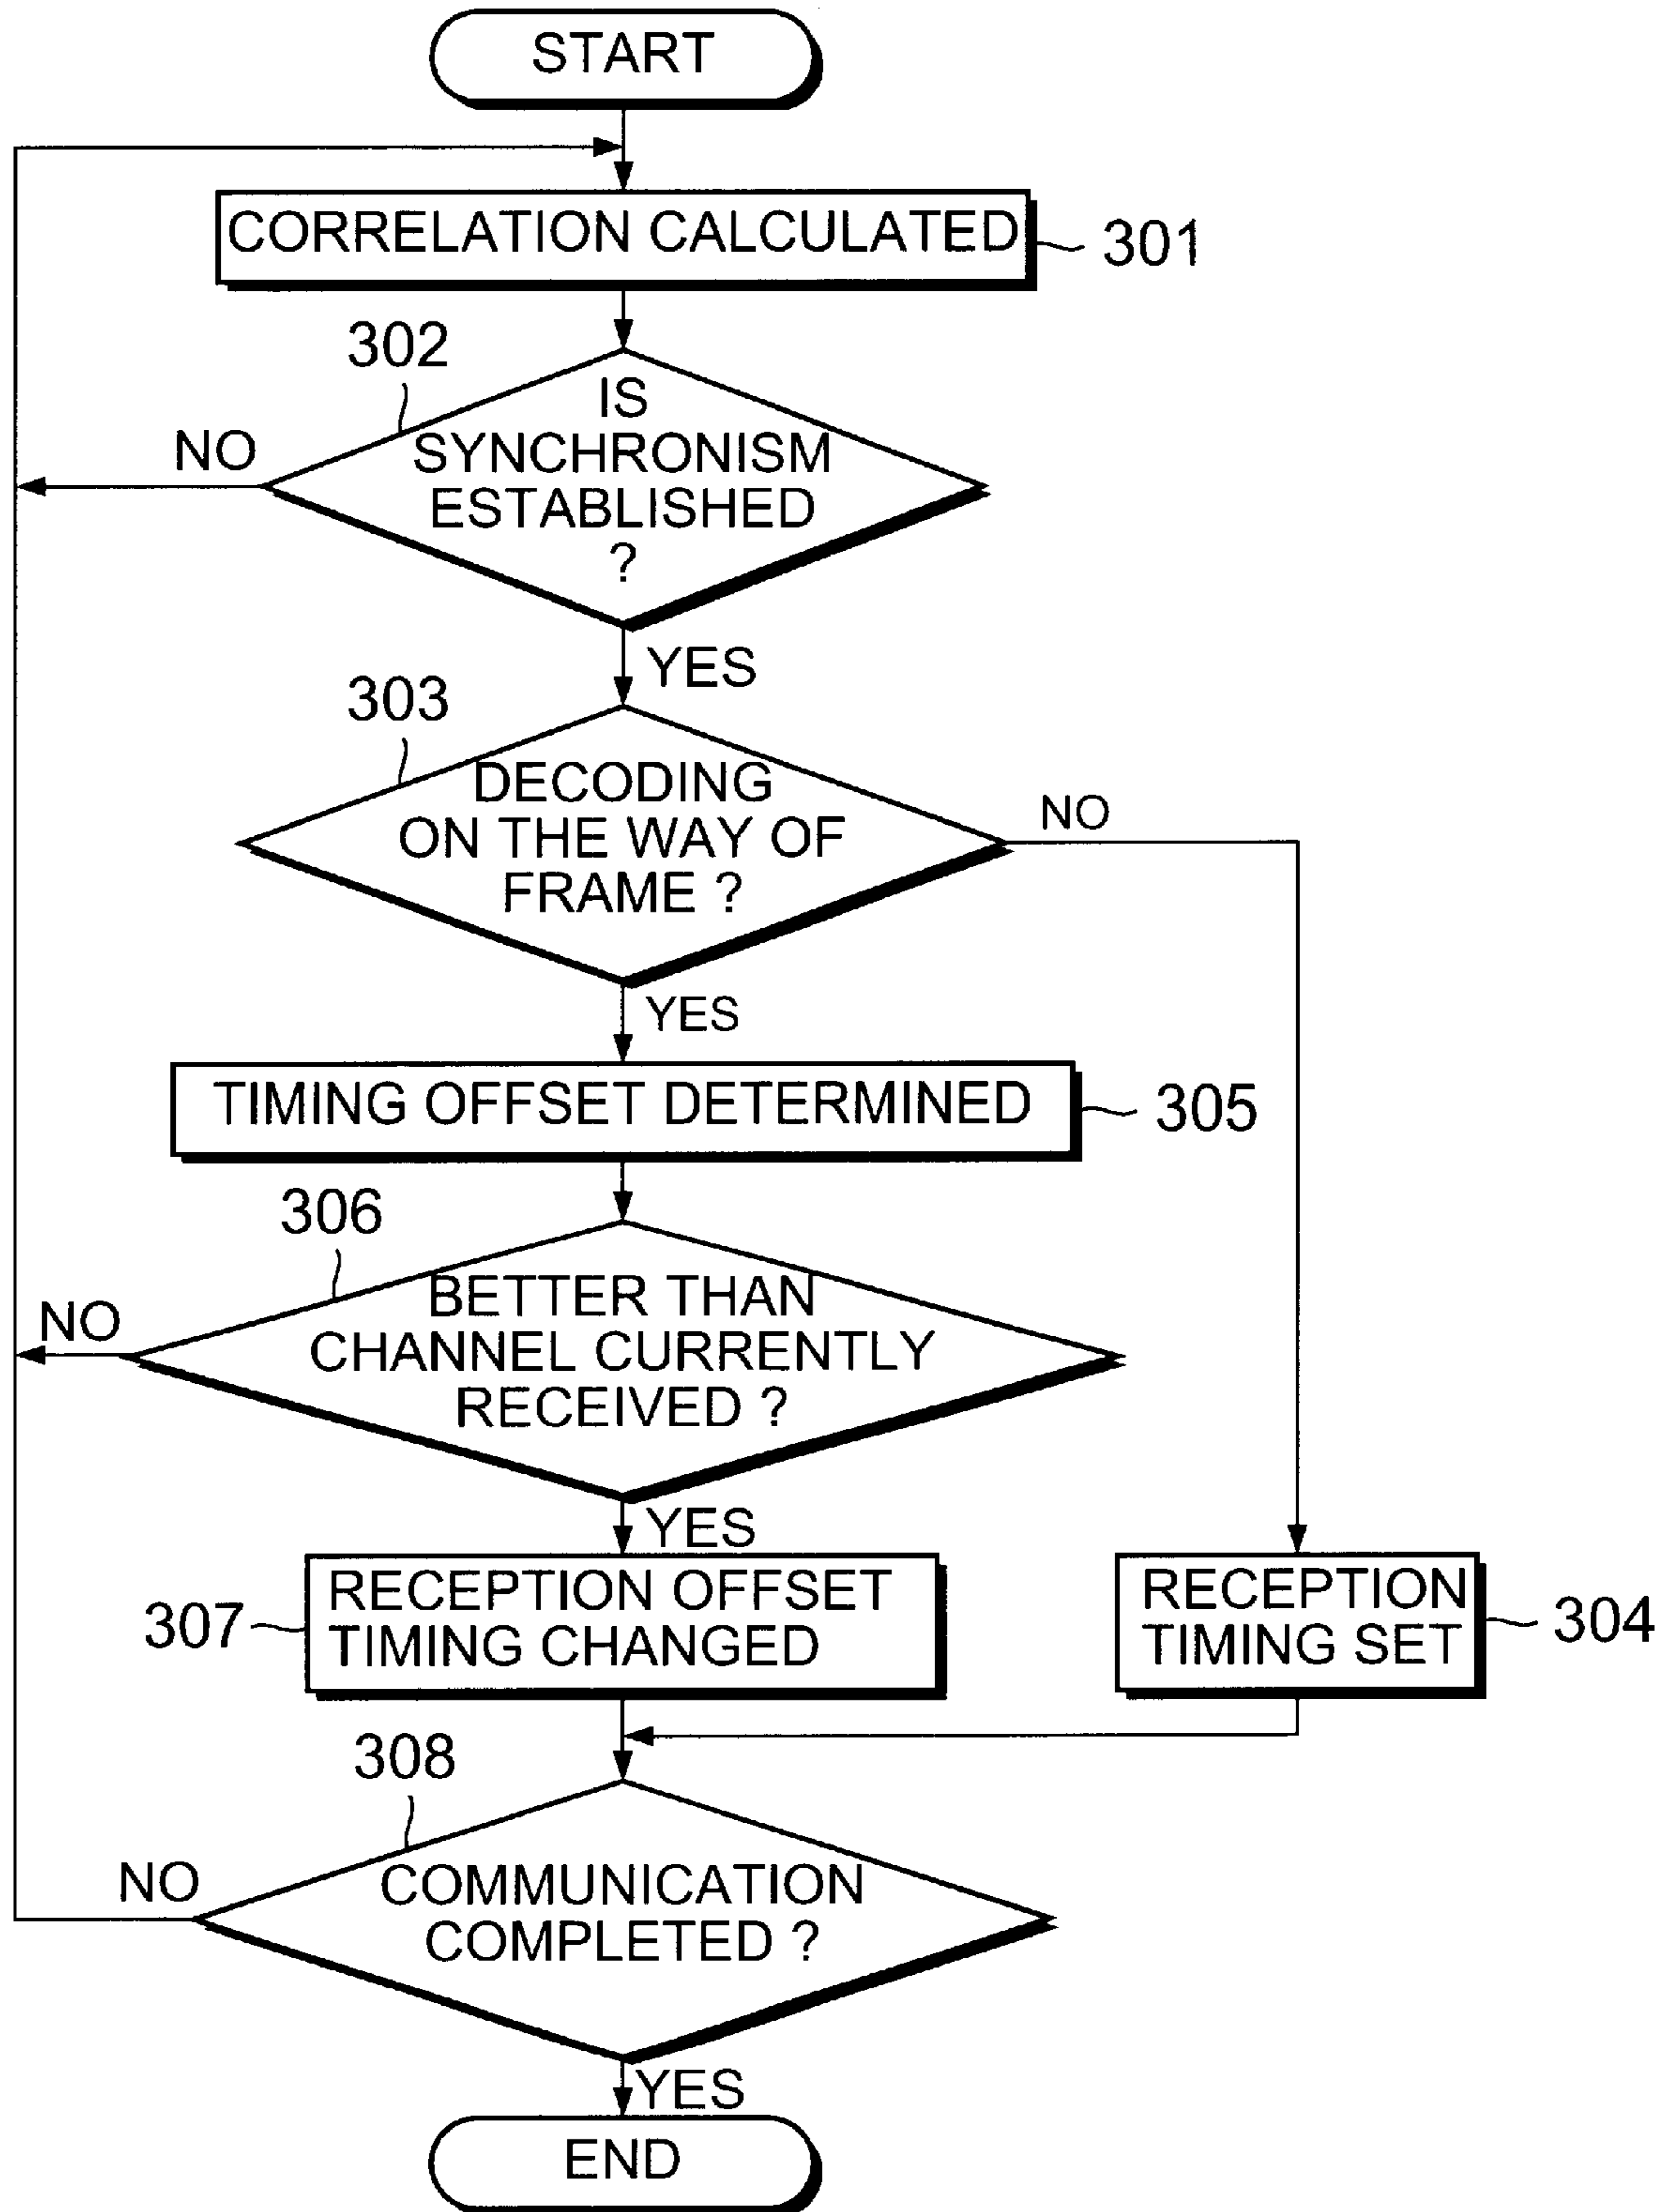 START
CORRELATION CALCULATED
301
302
IS
SYNCHRONISM
ESTABLISHED
?
NO
YES
303
DECODING
ON THE WAY OF
FRAME ?
NO
YES
TIMING OFFSET DETERMINED
305
306
BETTER THAN
CHANNEL CURRENTLY
RECEIVED ?
NO
YES
307
RECEPTION OFFSET
TIMING CHANGED
RECEPTION
TIMING SET
304
308
COMMUNICATION
COMPLETED ?
NO
YES
END